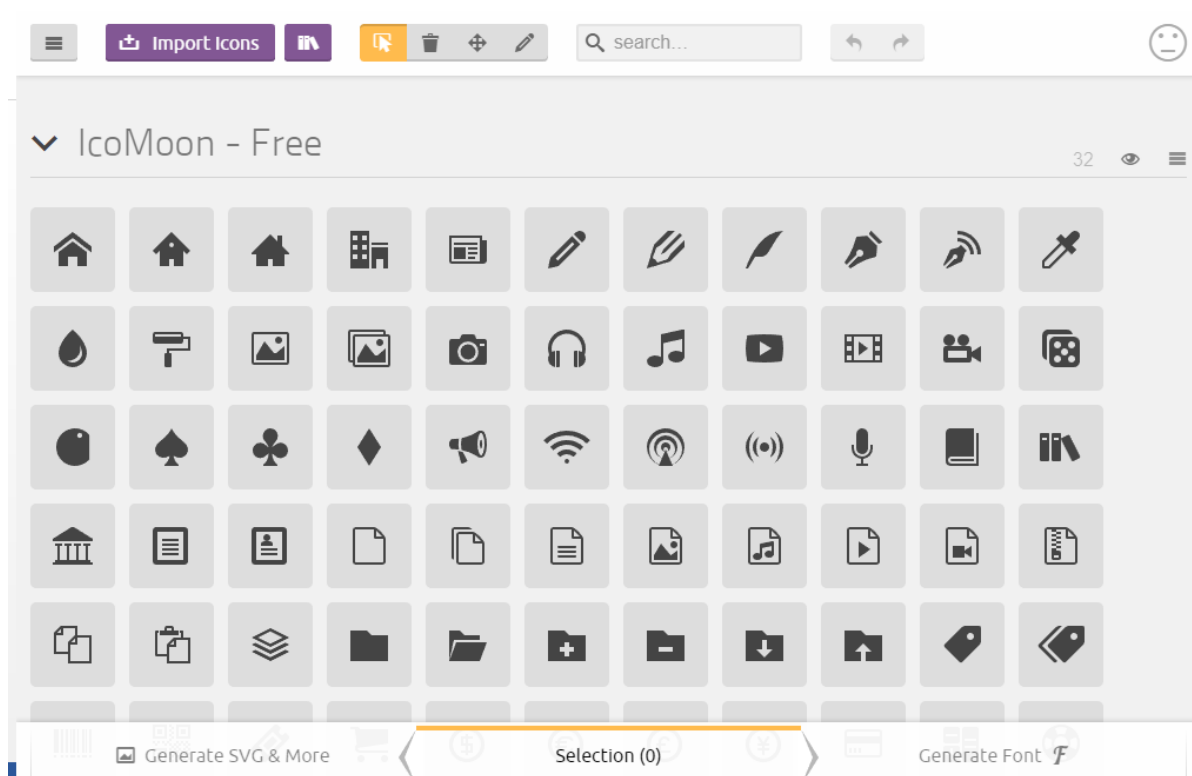 Import Icons
search...
IcoMoon - Free
32
Generate SVG & More
Selection (0)
Generate Font